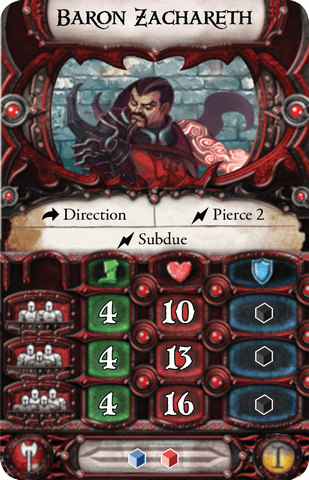 Baron Zachareth
Direction
Pierce 2
Subdue
4 10
4 13
4 16
I